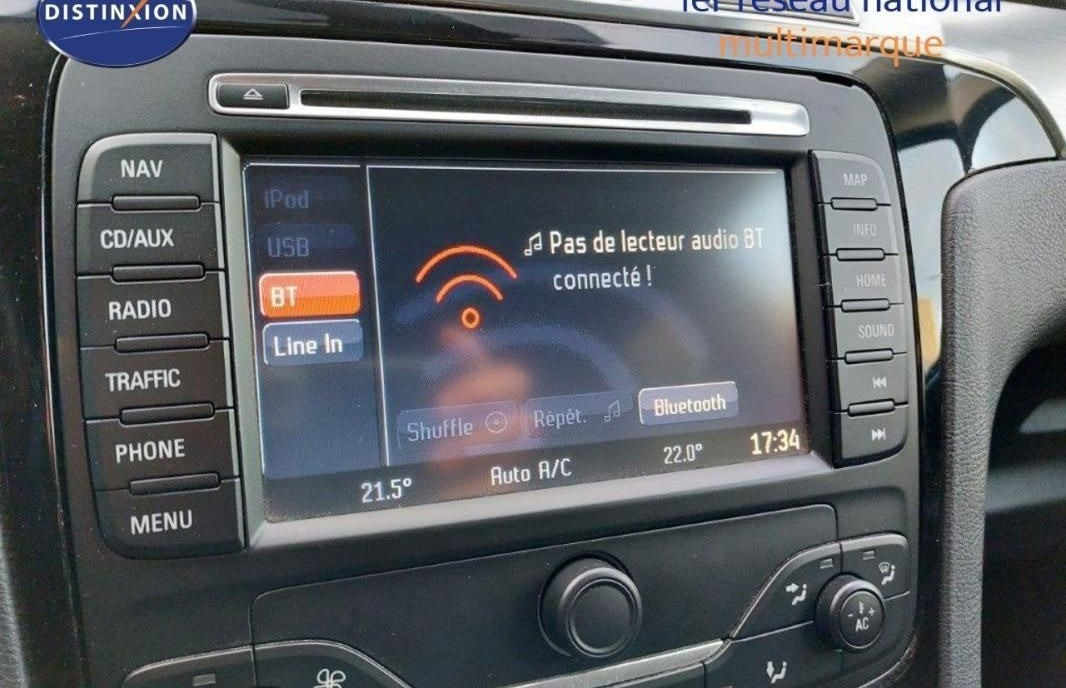 DISTINXION
1er réseau national
multimarque
NAV
CD/AUX
RADIO
TRAFFIC
PHONE
MENU
iPod
USB
BT
Line In
Pas de lecteur audio BT
connecté !
Shuffle
Répét.
Bluetooth
21.5°
Auto A/C
22.0°
17:34
MAP
INFO
HOME
SOUND
- +
AC